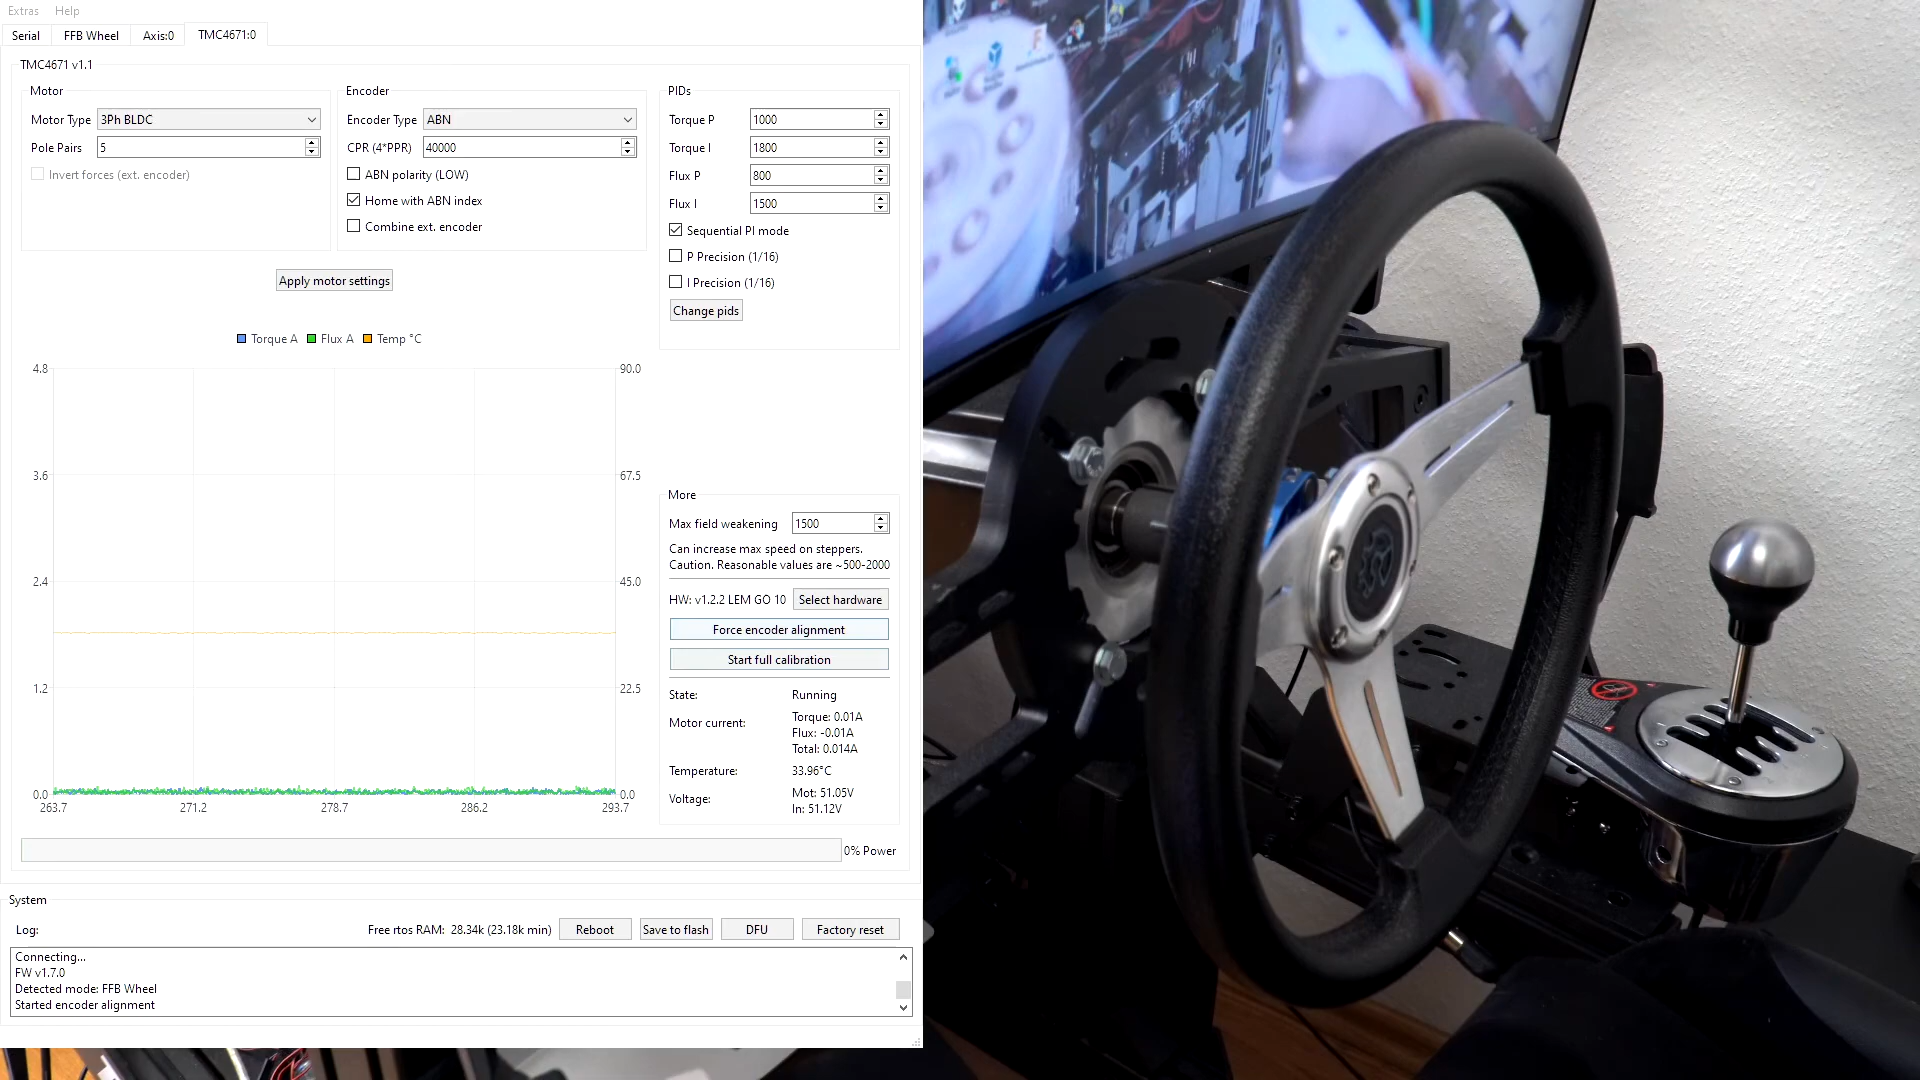 Extras Help
Serial FFB Wheel Axis:0 TMC4671:0
TMC4671 v1.1
Motor
Motor Type 3Ph BLDC
Pole Pairs 5
Invert forces (ext. encoder)
Encoder
Encoder Type ABN
CPR (4*PPR) 40000
ABN polarity (LOW)
Home with ABN index
Combine ext. encoder
Apply motor settings
PIDs
Torque P 1000
Torque I 1800
Flux P 800
Flux I 1500
Sequential PI mode
P Precision (1/16)
I Precision (1/16)
Change pids
Torque A Flux A Temp °C
4.8 90.0
3.6 67.5
2.4 45.0
1.2 22.5
0.0 0.0
263.7 271.2 278.7 286.2 293.7
More
Max field weakening 1500
Can increase max speed on steppers.
Caution. Reasonable values are ~500-2000
HW: v1.2.2 LEM GO 10 Select hardware
Force encoder alignment
Start full calibration
State: Running
Motor current: Torque: 0.01A
Flux: -0.01A
Total: 0.014A
Temperature: 33.96°C
Voltage: Mot: 51.05V
In: 51.12V
0% Power
System
Log: Free rtos RAM: 28.34k (23.18k min) Reboot Save to flash DFU Factory reset
Connecting...
FW v1.7.0
Detected mode: FFB Wheel
Started encoder alignment